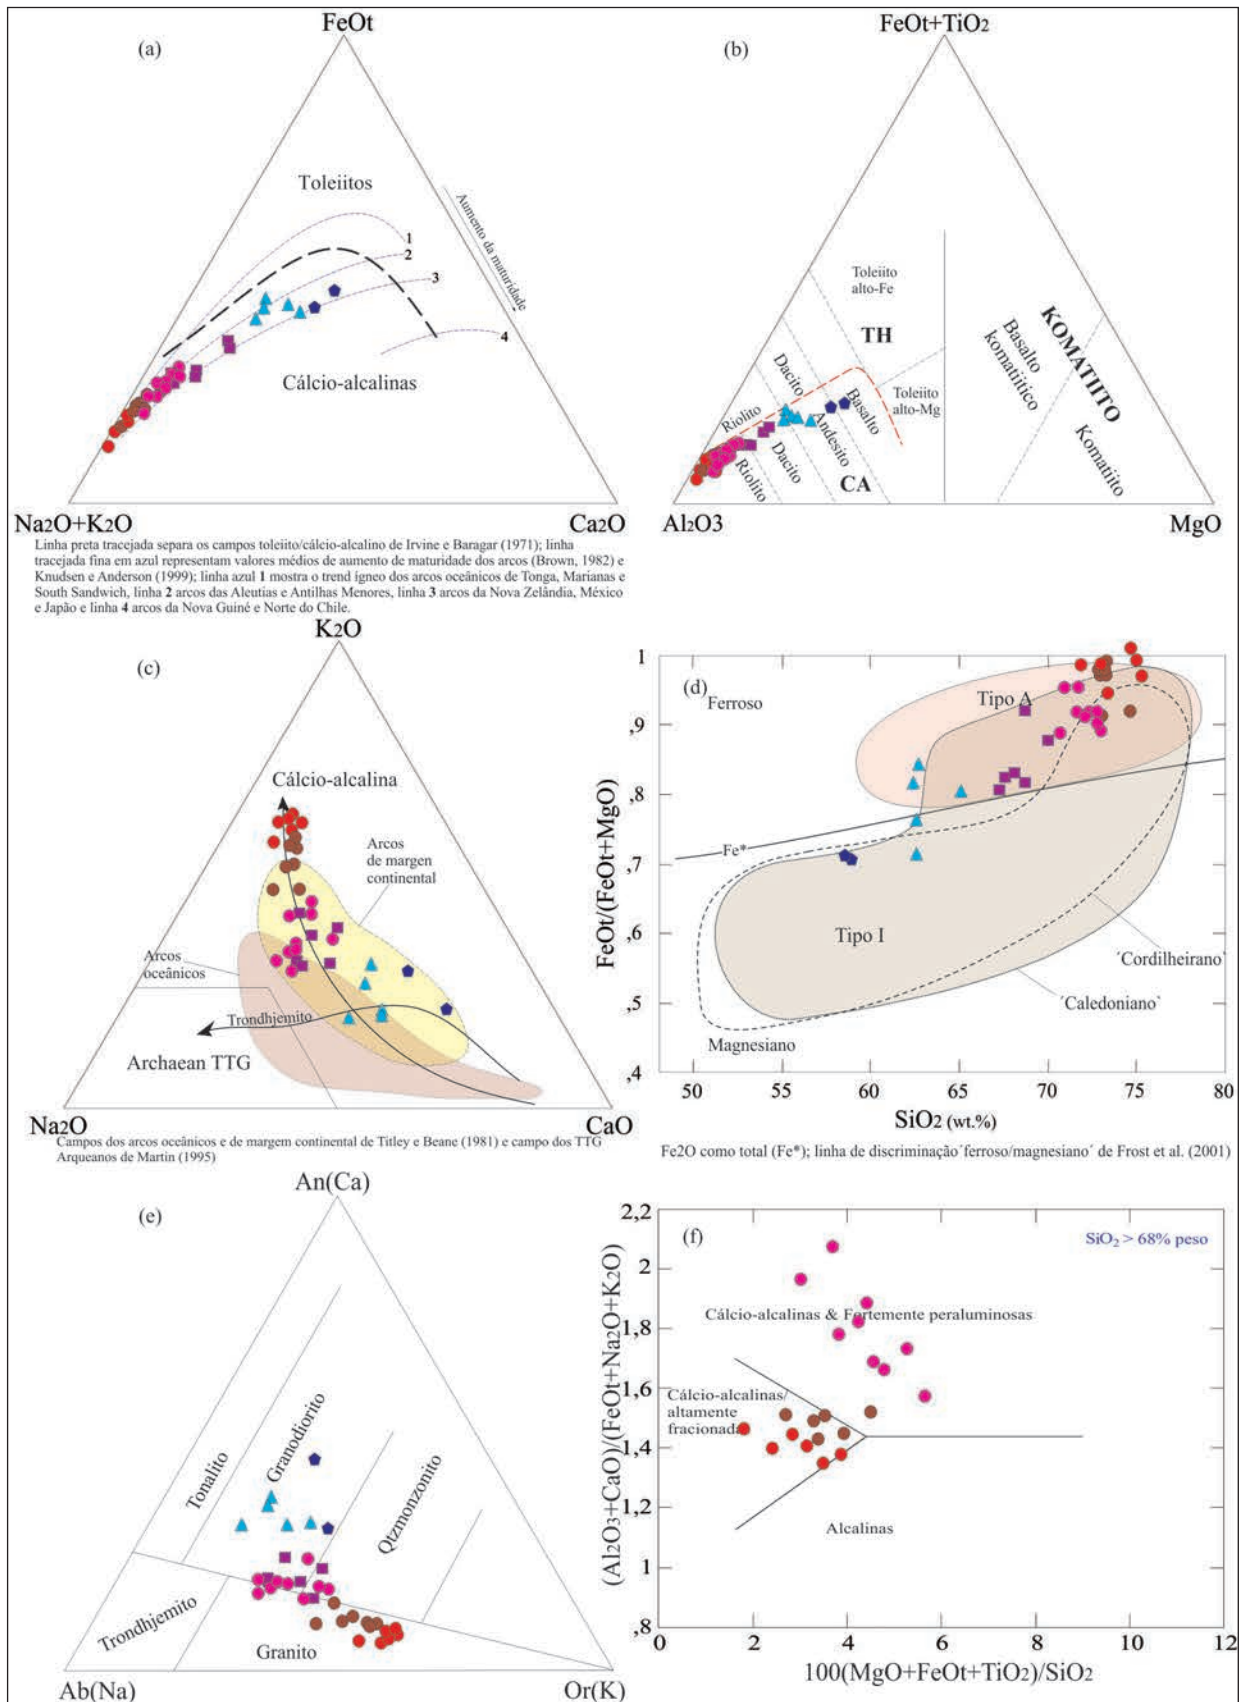 (a)
FeOt
Toleiitos
Aumento da maturidade
1
2
3
4
Cálcio-alcalinas
Na2O+K2O
Ca2O
Linha preta tracejada separa os campos toleiito/cálcio-alcalino de Irvine e Baragar (1971); linha
tracejada fina em azul representam valores médios de aumento de maturidade dos arcos (Brown, 1982) e
Knudsen e Anderson (1999); linha azul 1 mostra o trend ígneo dos arcos oceânicos de Tonga, Marianas e
South Sandwich, linha 2 arcos das Aleutias e Antilhas Menores, linha 3 arcos da Nova Zelândia, México
e Japão e linha 4 arcos da Nova Guiné e Norte do Chile.
(b)
FeOt+TiO2
Toleiito
alto-Fe
TH
Dacito
Riolito
Basalto
Toleiito
alto-Mg
Andesito
Dacito
Riolito
CA
Basalto
komatiitico
KOMATIITO
Komatiito
Al2O3
MgO
(c)
K2O
Cálcio-alcalina
Arcos
de margen
continental
Arcos
oceânicos
Trondhjemito
Archaean TTG
Na2O
CaO
Campos dos arcos oceânicos e de margem continental de Titley e Beane (1981) e campo dos TTG
Arqueanos de Martin (1995)
(d)
FeOt/(FeOt+MgO)
1
,9
,8
,7
,6
,5
,4
Ferroso
Tipo A
Fe*
Tipo I
´Cordilheirano`
´Caledoniano`
Magnesiano
50
55
60
65
70
75
80
SiO2 (wt.%)
Fe2O como total (Fe*); linha de discriminação´ferroso/magnesiano´ de Frost et al. (2001)
(e)
An(Ca)
Tonalito
Granodiorito
Qtzmonzonito
Trondhjemito
Granito
Ab(Na)
Or(K)
(f)
(Al2O3+CaO)/(FeOt+Na2O+K2O)
2,2
2
1,8
1,6
1,4
1,2
1
,8
SiO2 > 68% peso
Cálcio-alcalinas & Fortemente peraluminosas
Cálcio-alcalinas/
altamente
fracionada
Alcalinas
0
2
4
6
8
10
12
100(MgO+FeOt+TiO2)/SiO2